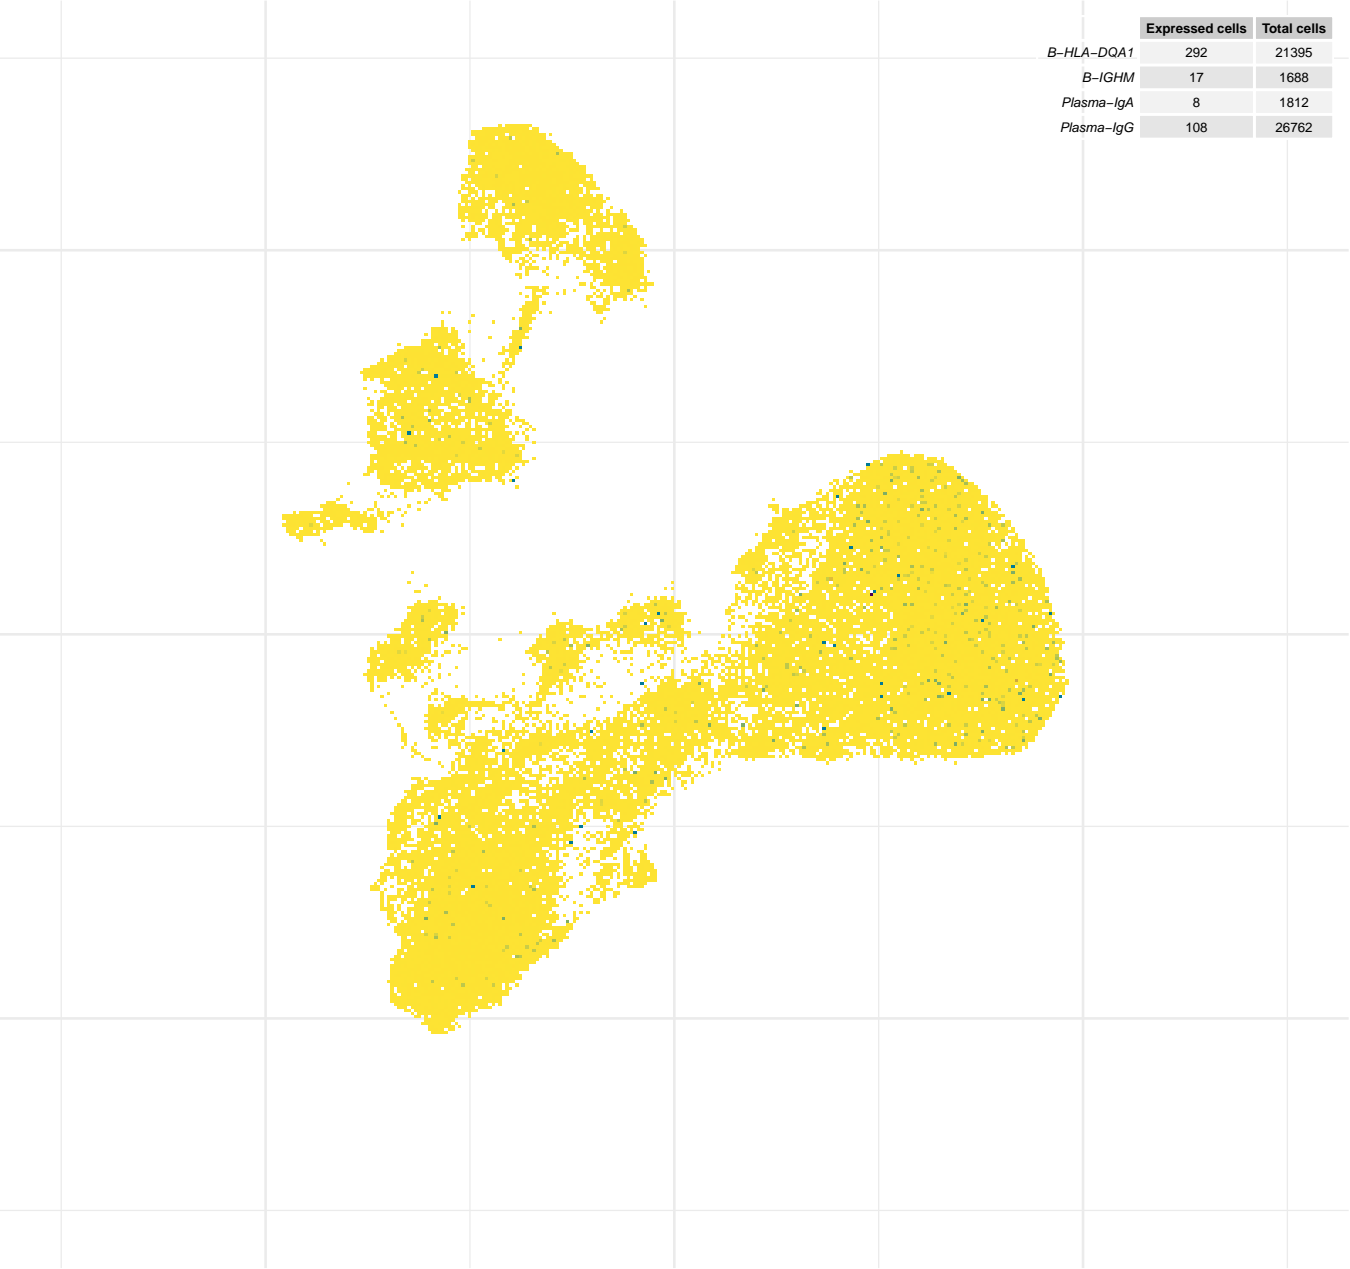 Expressed cells Total cells
B−HLA−DQA1 292 21395
B−IGHM 17 1688
Plasma−IgA 8 1812
Plasma−IgG 108 26762